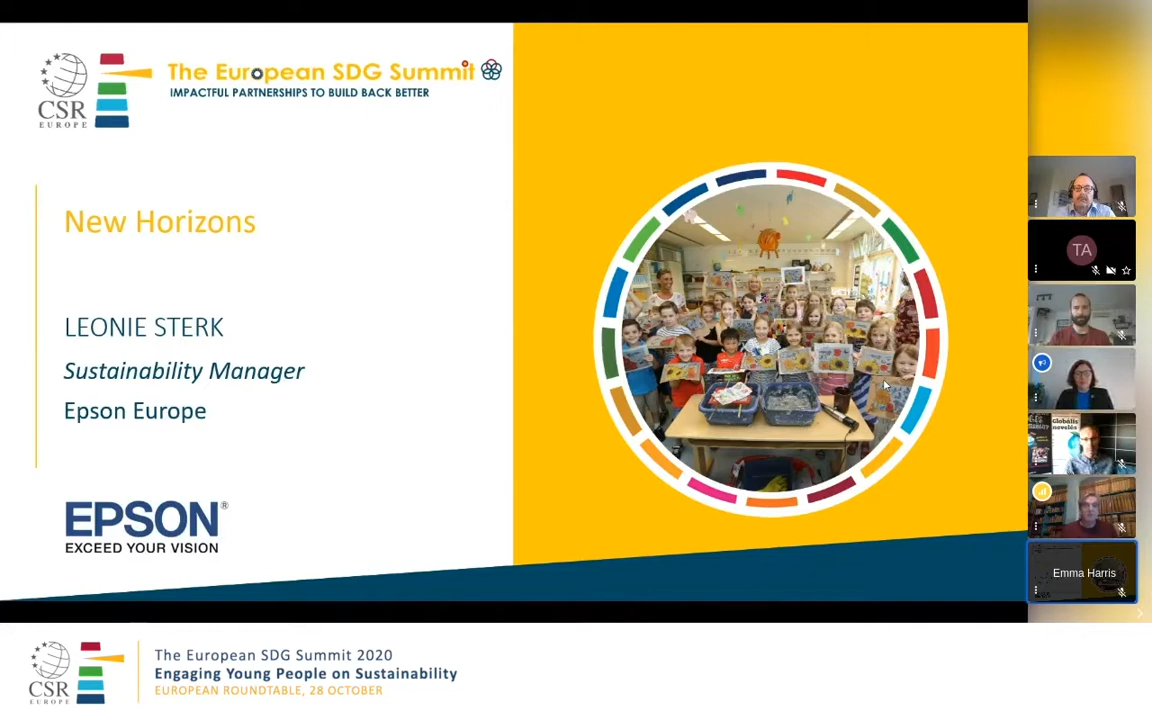 CSR
EUROPE
The European SDG Summit
IMPACTFUL PARTNERSHIPS TO BUILD BACK BETTER
New Horizons
LEONIE STERK
Sustainability Manager
Epson Europe
EPSON®
EXCEED YOUR VISION
TA
Globális
nevelés
Emma Harris
CSR
EUROPE
The European SDG Summit 2020
Engaging Young People on Sustainability
EUROPEAN ROUNDTABLE, 28 OCTOBER